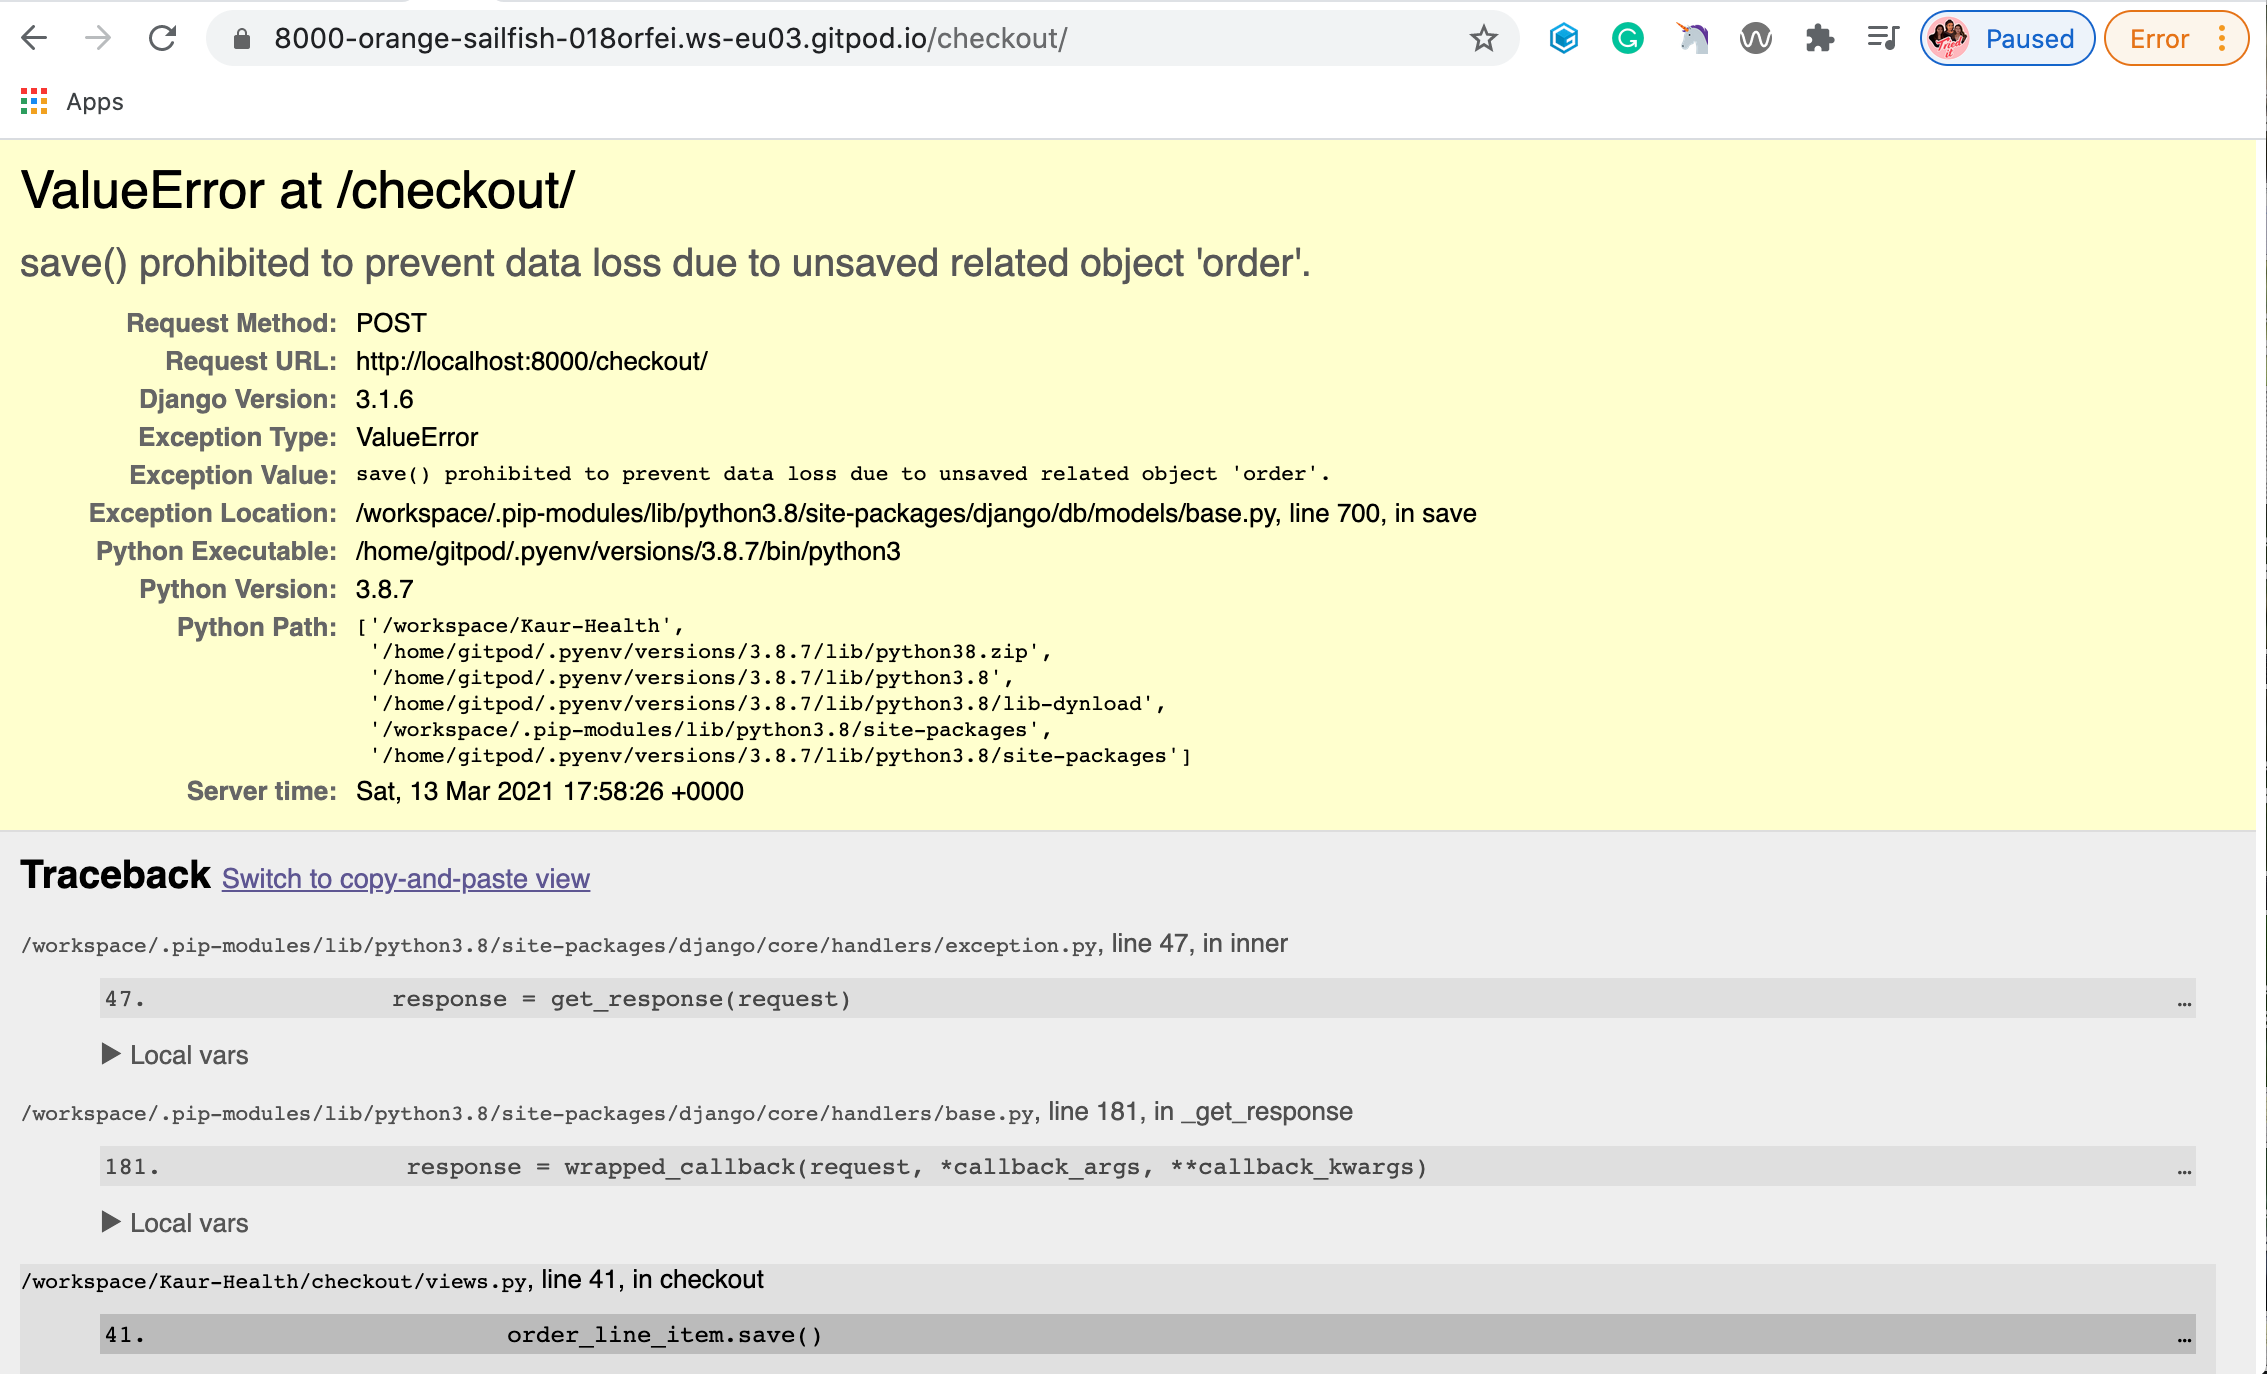 8000-orange-sailfish-018orfei.ws-eu03.gitpod.io/checkout/
Paused
Error
Apps
ValueError at /checkout/
save() prohibited to prevent data loss due to unsaved related object 'order'.
Request Method: POST
Request URL: http://localhost:8000/checkout/
Django Version: 3.1.6
Exception Type: ValueError
Exception Value: save() prohibited to prevent data loss due to unsaved related object 'order'.
Exception Location: /workspace/.pip-modules/lib/python3.8/site-packages/django/db/models/base.py, line 700, in save
Python Executable: /home/gitpod/.pyenv/versions/3.8.7/bin/python3
Python Version: 3.8.7
Python Path: ['/workspace/Kaur-Health',
'/home/gitpod/.pyenv/versions/3.8.7/lib/python38.zip',
'/home/gitpod/.pyenv/versions/3.8.7/lib/python3.8',
'/home/gitpod/.pyenv/versions/3.8.7/lib/python3.8/lib-dynload',
'/workspace/.pip-modules/lib/python3.8/site-packages',
'/home/gitpod/.pyenv/versions/3.8.7/lib/python3.8/site-packages']
Server time: Sat, 13 Mar 2021 17:58:26 +0000
Traceback Switch to copy-and-paste view
/workspace/.pip-modules/lib/python3.8/site-packages/django/core/handlers/exception.py, line 47, in inner
47. response = get_response(request) …
▶ Local vars
/workspace/.pip-modules/lib/python3.8/site-packages/django/core/handlers/base.py, line 181, in _get_response
181. response = wrapped_callback(request, *callback_args, **callback_kwargs) …
▶ Local vars
/workspace/Kaur-Health/checkout/views.py, line 41, in checkout
41. order_line_item.save() …